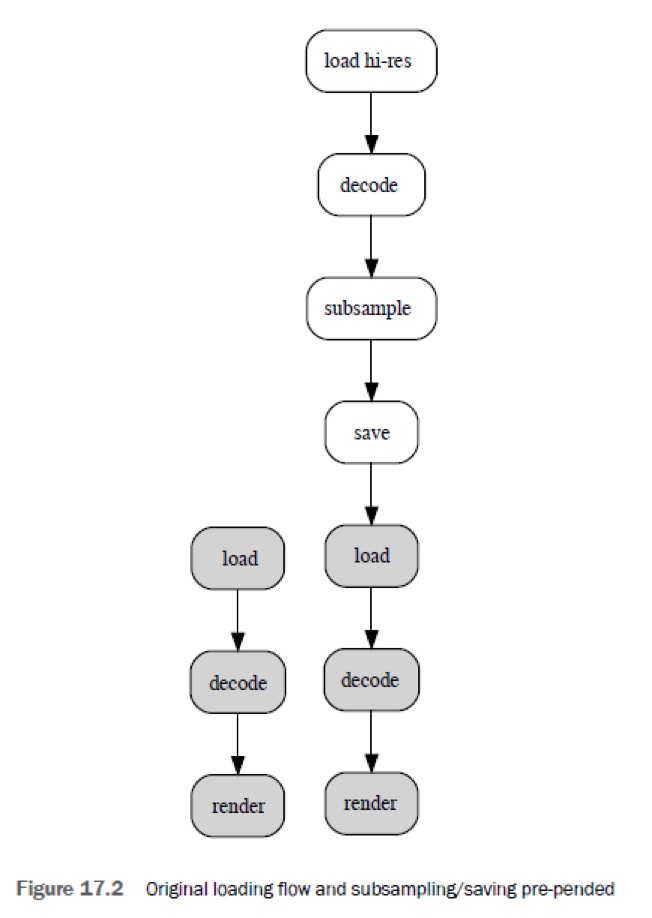 load hi-res
decode
subsample
save
load
decode
render
load
decode
render
Figure 17.2 Original loading flow and subsampling/saving pre-pended